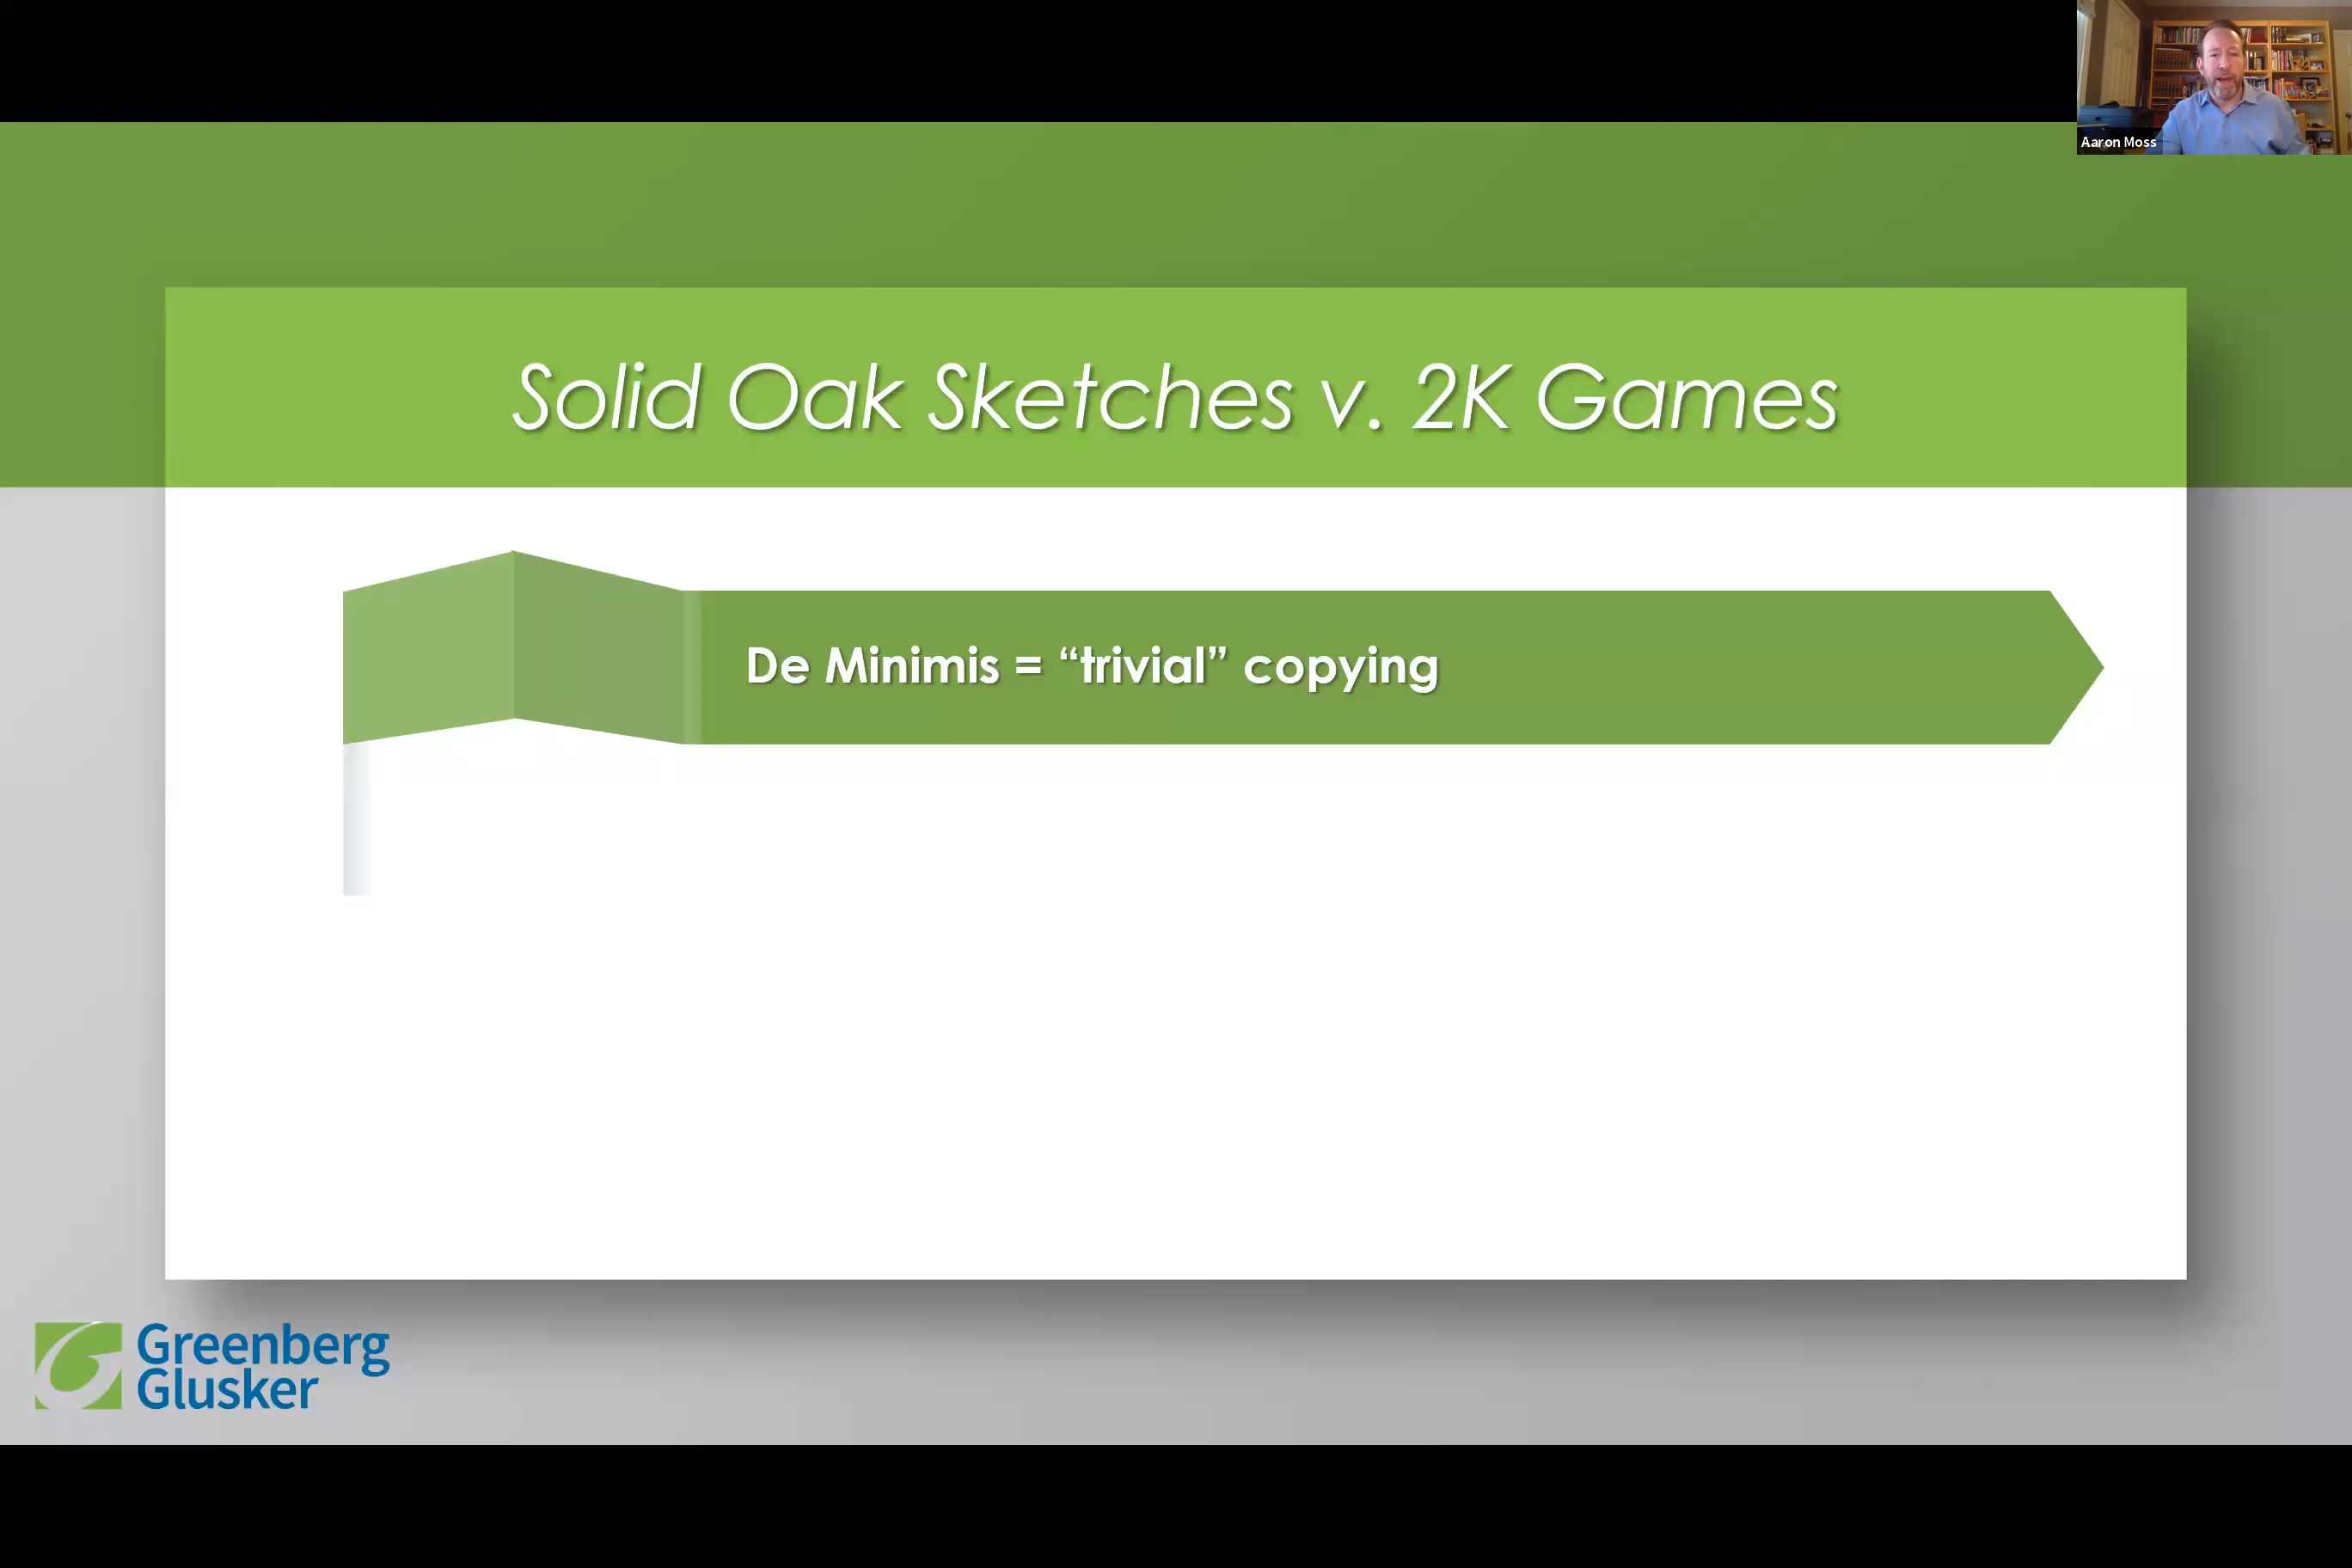 Aaron Moss
Solid Oak Sketches v. 2K Games
De Minimis = “trivial” copying
Greenberg
Glusker